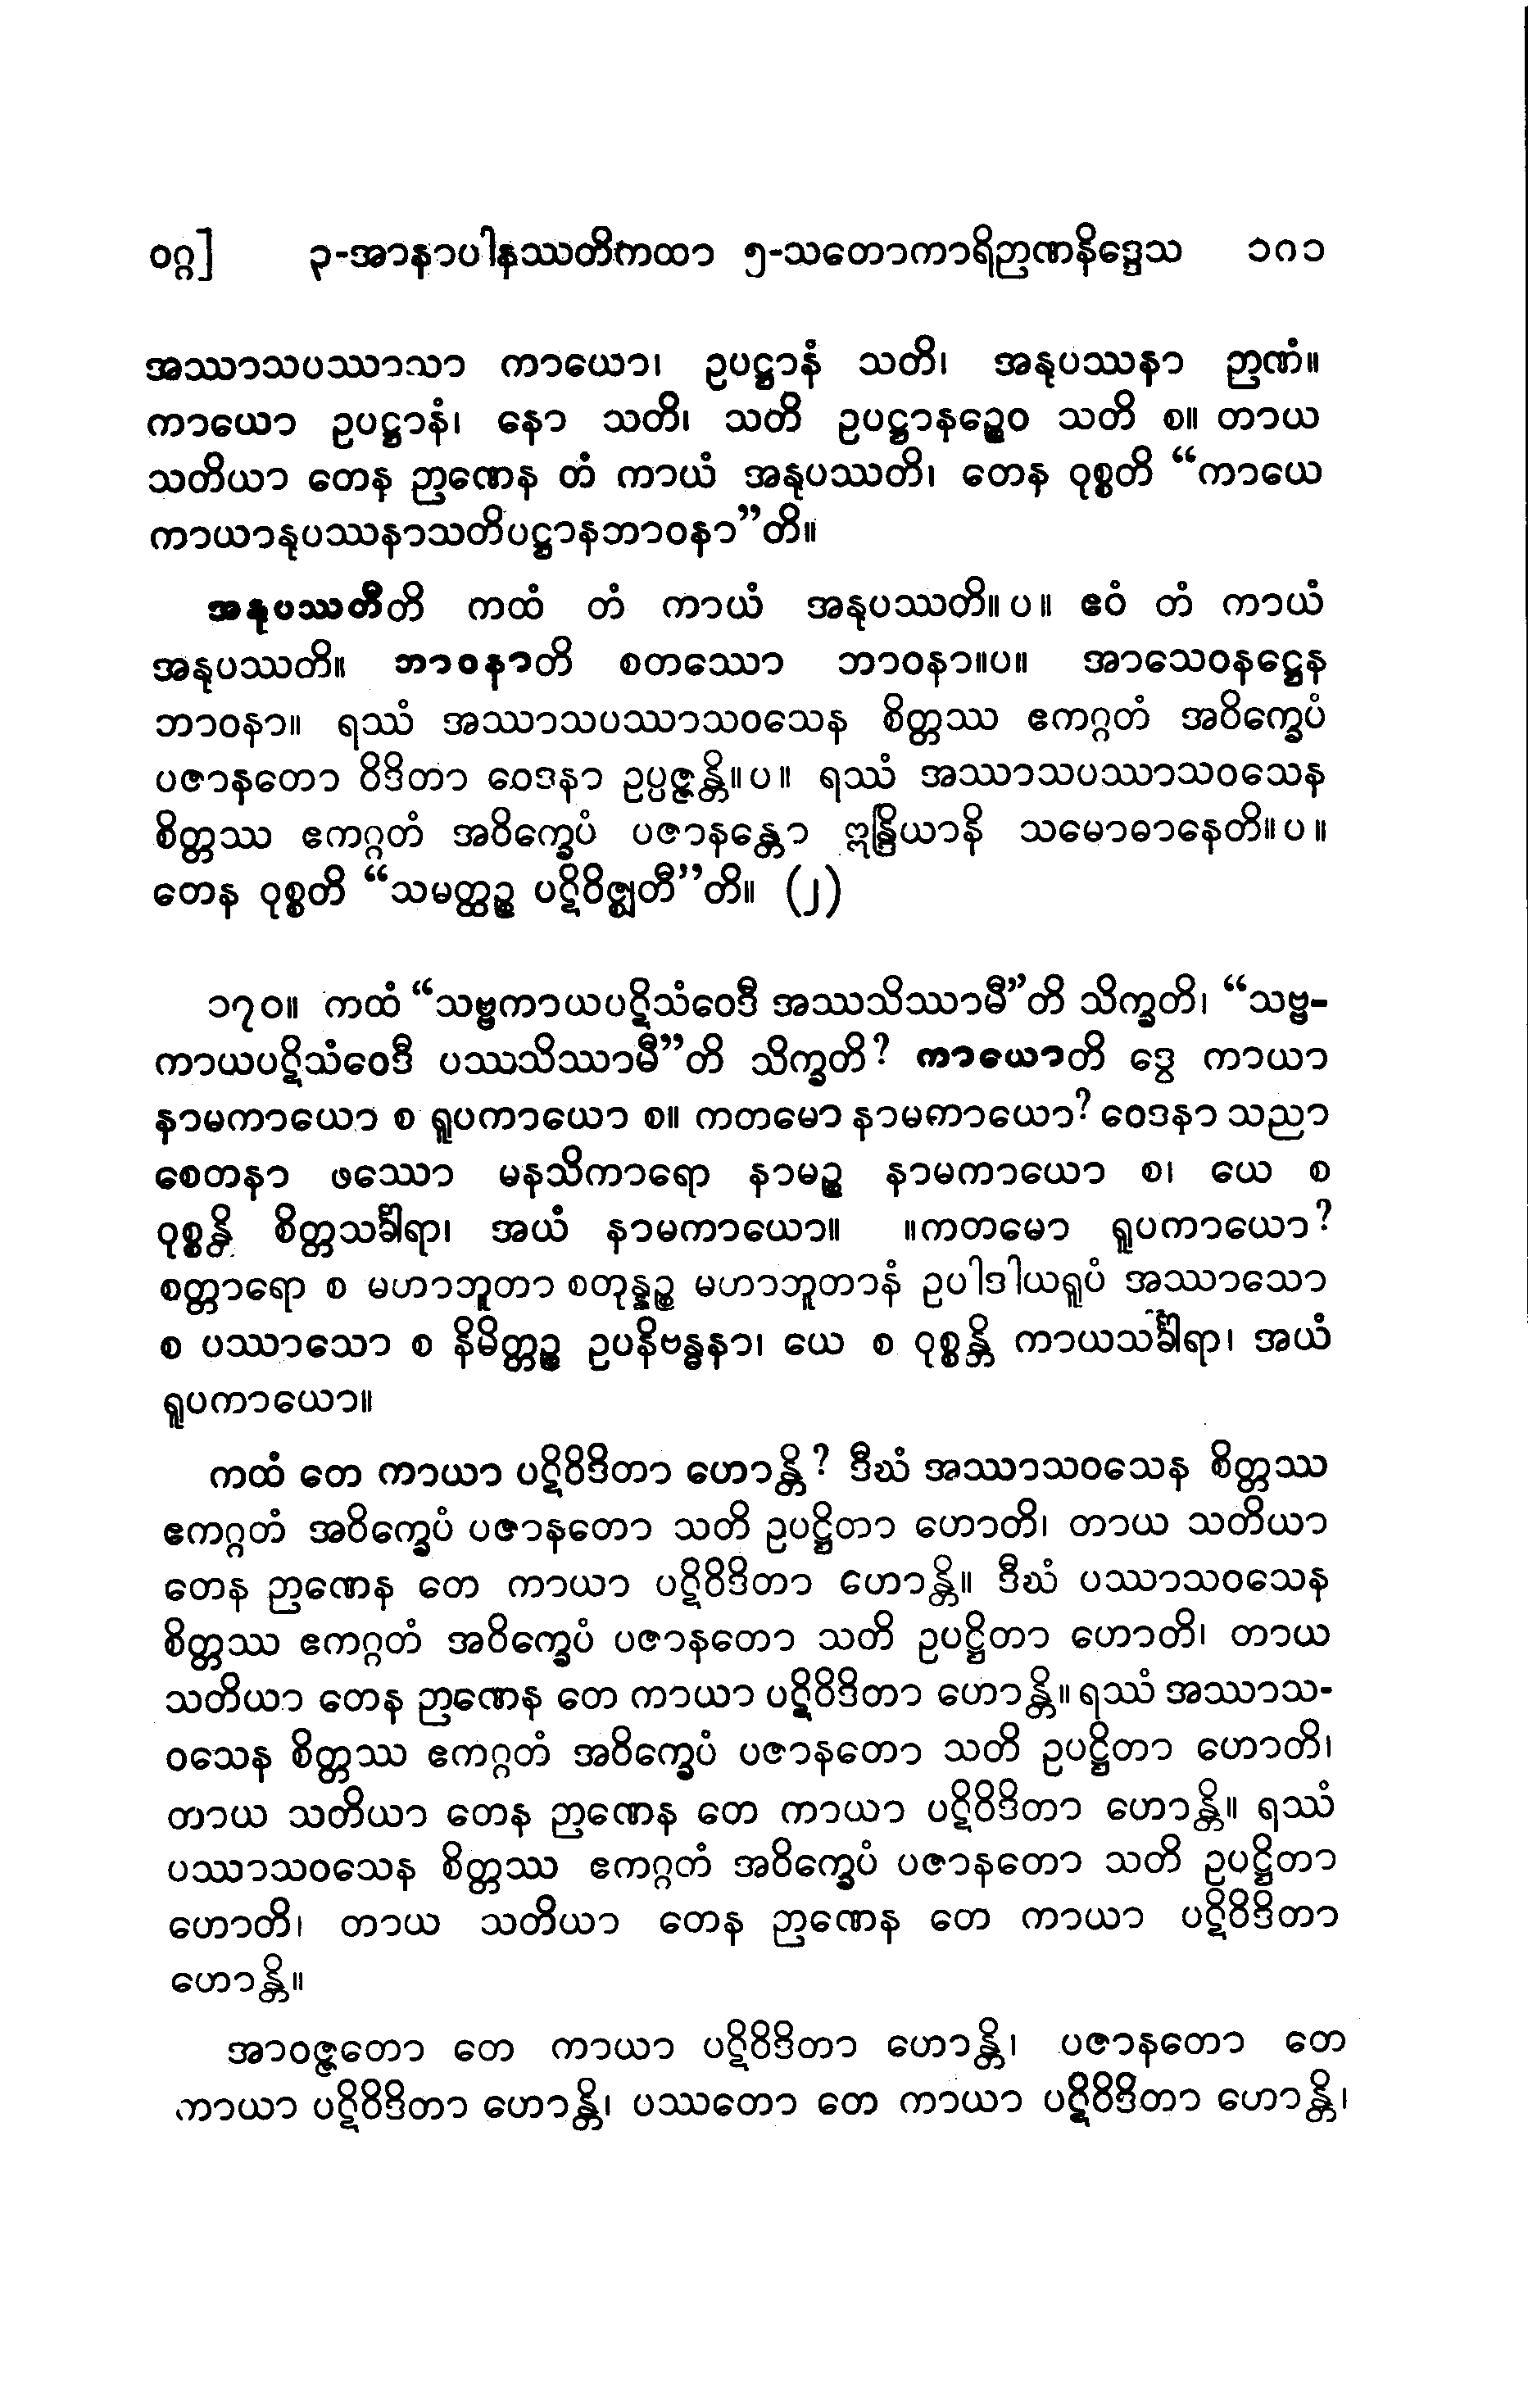 ဝဂ္ဂ] ၃-အာနာပါနဿတိကထာ ၅-သတောကာရိဉာဏနိဒ္ဒေသ ၁၇၁
အဿာသပဿာသာ ကာယော၊ ဥပဋ္ဌာနံ သတိ၊ အနုပဿနာ ဉာဏံ။
ကာယော ဥပဋ္ဌာနံ၊ နော သတိ၊ သတိ ဥပဋ္ဌာနဉ္စေဝ သတိ စ။ တာယ
သတိယာ တေန ဉာဏေန တံ ကာယံ အနုပဿတိ၊ တေန ဝုစ္စတိ “ကာယေ
ကာယာနုပဿနာသတိပဋ္ဌာနဘာဝနာ”တိ။
အနုပဿတီတိ ကထံ တံ ကာယံ အနုပဿတိ။ပ။ ဧဝံ တံ ကာယံ
အနုပဿတိ။ ဘာဝနာတိ စတဿော ဘာဝနာ။ပ။ အာသေဝနဋ္ဌေန
ဘာဝနာ။ ရဿံ အဿာသပဿာသဝသေန စိတ္တဿ ဧကဂ္ဂတံ အဝိက္ခေပံ
ပဇာနတော ဝိဒိတာ ဝေဒနာ ဥပ္ပဇ္ဇန္တိ။ပ။ ရဿံ အဿာသပဿာသဝသေန
စိတ္တဿ ဧကဂ္ဂတံ အဝိက္ခေပံ ပဇာနန္တော ဣန္ဒြိယာနိ သမောဓာနေတိ။ပ။
တေန ဝုစ္စတိ “သမတ္ထဉ္စ ပဋိဝိဇ္ဈတီ”တိ။ (၂)
၁၇၀။ ကထံ “သဗ္ဗကာယပဋိသံဝေဒီ အဿသိဿာမီ”တိ သိက္ခတိ၊ “သဗ္ဗ-
ကာယပဋိသံဝေဒီ ပဿသိဿာမီ”တိ သိက္ခတိ? ကာယောတိ ဒွေ ကာယာ
နာမကာယော စ ရူပကာယော စ။ ကတမော နာမကာယော? ဝေဒနာ သညာ
စေတနာ ဖဿော မနသိကာရော နာမဉ္စ နာမကာယော စ၊ ယေ စ
ဝုစ္စန္တိ စိတ္တသင်္ခါရာ၊ အယံ နာမကာယော။ ။ကတမော ရူပကာယော?
စတ္တာရော စ မဟာဘူတာ စတုန္နဉ္စ မဟာဘူတာနံ ဥပါဒါယရူပံ အဿာသော
စ ပဿာသော စ နိမိတ္တဉ္စ ဥပနိဗန္ဓနာ၊ ယေ စ ဝုစ္စန္တိ ကာယသင်္ခါရာ၊ အယံ
ရူပကာယော။
ကထံ တေ ကာယာ ပဋိဝိဒိတာ ဟောန္တိ? ဒီဃံ အဿာသဝသေန စိတ္တဿ
ဧကဂ္ဂတံ အဝိက္ခေပံ ပဇာနတော သတိ ဥပဋ္ဌိတာ ဟောတိ၊ တာယ သတိယာ
တေန ဉာဏေန တေ ကာယာ ပဋိဝိဒိတာ ဟောန္တိ။ ဒီဃံ ပဿာသဝသေန
စိတ္တဿ ဧကဂ္ဂတံ အဝိက္ခေပံ ပဇာနတော သတိ ဥပဋ္ဌိတာ ဟောတိ၊ တာယ
သတိယာ တေန ဉာဏေန တေ ကာယာ ပဋိဝိဒိတာ ဟောန္တိ။ ရဿံ အဿာသ-
ဝသေန စိတ္တဿ ဧကဂ္ဂတံ အဝိက္ခေပံ ပဇာနတော သတိ ဥပဋ္ဌိတာ ဟောတိ၊
တာယ သတိယာ တေန ဉာဏေန တေ ကာယာ ပဋိဝိဒိတာ ဟောန္တိ။ ရဿံ
ပဿာသဝသေန စိတ္တဿ ဧကဂ္ဂတံ အဝိက္ခေပံ ပဇာနတော သတိ ဥပဋ္ဌိတာ
ဟောတိ၊ တာယ သတိယာ တေန ဉာဏေန တေ ကာယာ ပဋိဝိဒိတာ
ဟောန္တိ။
အာဝဇ္ဇတော တေ ကာယာ ပဋိဝိဒိတာ ဟောန္တိ၊ ပဇာနတော တေ
ကာယာ ပဋိဝိဒိတာ ဟောန္တိ၊ ပဿတော တေ ကာယာ ပဋိဝိဒိတာ ဟောန္တိ၊